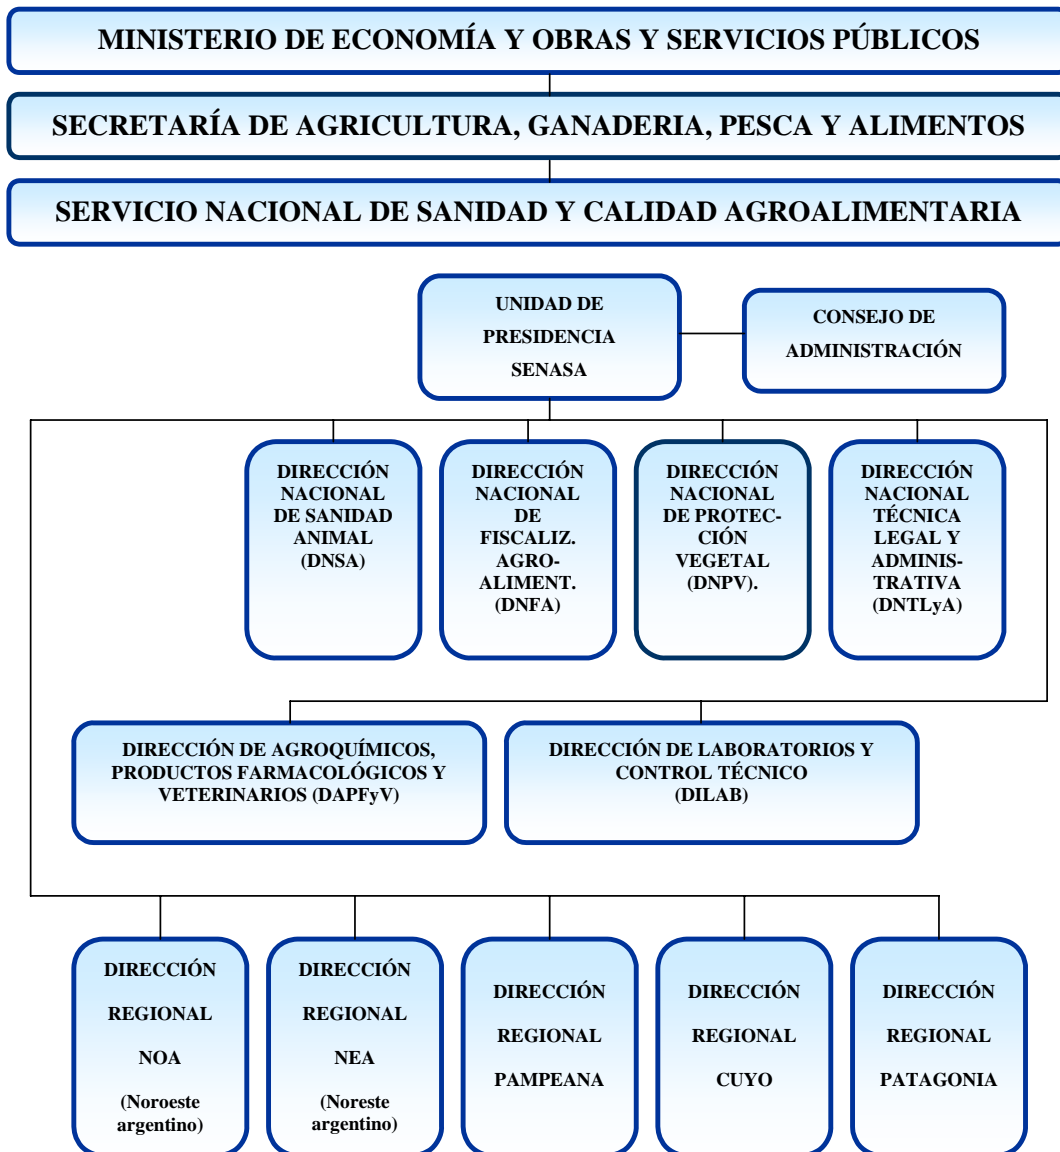 MINISTERIO DE ECONOMÍA Y OBRAS Y SERVICIOS PÚBLICOS
SECRETARÍA DE AGRICULTURA, GANADERIA, PESCA Y ALIMENTOS
SERVICIO NACIONAL DE SANIDAD Y CALIDAD AGROALIMENTARIA
UNIDAD DE
PRESIDENCIA
SENASA
CONSEJO DE
ADMINISTRACIÓN
DIRECCIÓN
NACIONAL
DE SANIDAD
ANIMAL
(DNSA)
DIRECCIÓN
NACIONAL
DE
FISCALIZ.
AGRO-
ALIMENT.
(DNFA)
DIRECCIÓN
NACIONAL
DE PROTEC-
CIÓN
VEGETAL
(DNPV).
DIRECCIÓN
NACIONAL
TÉCNICA
LEGAL Y
ADMINIS-
TRATIVA
(DNTLyA)
DIRECCIÓN DE AGROQUÍMICOS,
PRODUCTOS FARMACOLÓGICOS Y
VETERINARIOS (DAPFyV)
DIRECCIÓN DE LABORATORIOS Y
CONTROL TÉCNICO
(DILAB)
DIRECCIÓN
REGIONAL
NOA
(Noroeste
argentino)
DIRECCIÓN
REGIONAL
NEA
(Noreste
argentino)
DIRECCIÓN
REGIONAL
PAMPEANA
DIRECCIÓN
REGIONAL
CUYO
DIRECCIÓN
REGIONAL
PATAGONIA